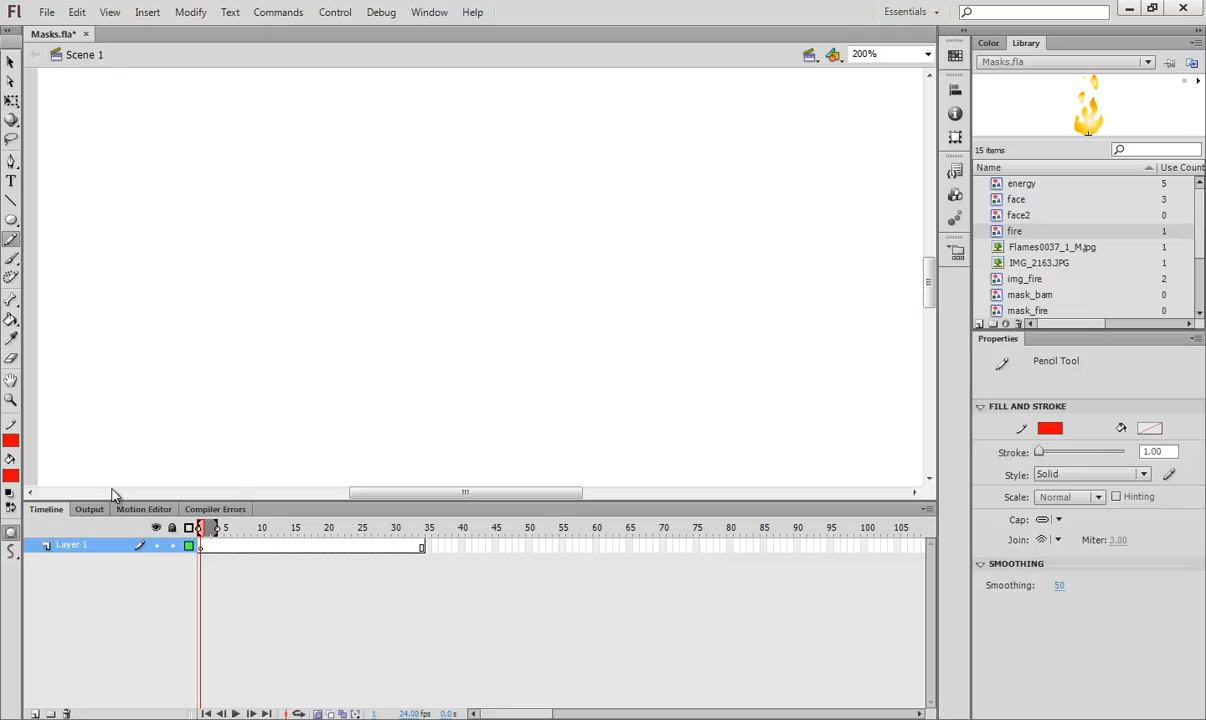 Fl File Edit View Insert Modify Text Commands Control Debug Window Help Essentials
Masks.fla* × Color Library
Scene 1 200% Masks.fla
15 items
Name Use Count
energy 5
face 3
face2 0
fire 1
Flames0037_1_M.jpg 1
IMG_2163.JPG 1
img_fire 2
mask_bam 0
mask_fire 0
Properties
Pencil Tool
FILL AND STROKE
Stroke: 1.00
Style: Solid
Scale: Normal Hinting
Cap:
Join: Miter: 3.00
SMOOTHING
Smoothing: 50
Timeline Output Motion Editor Compiler Errors
5 10 15 20 25 30 35 40 45 50 55 60 65 70 75 80 85 90 95 100 105
Layer 1
1 24.00 fps 0.0 s